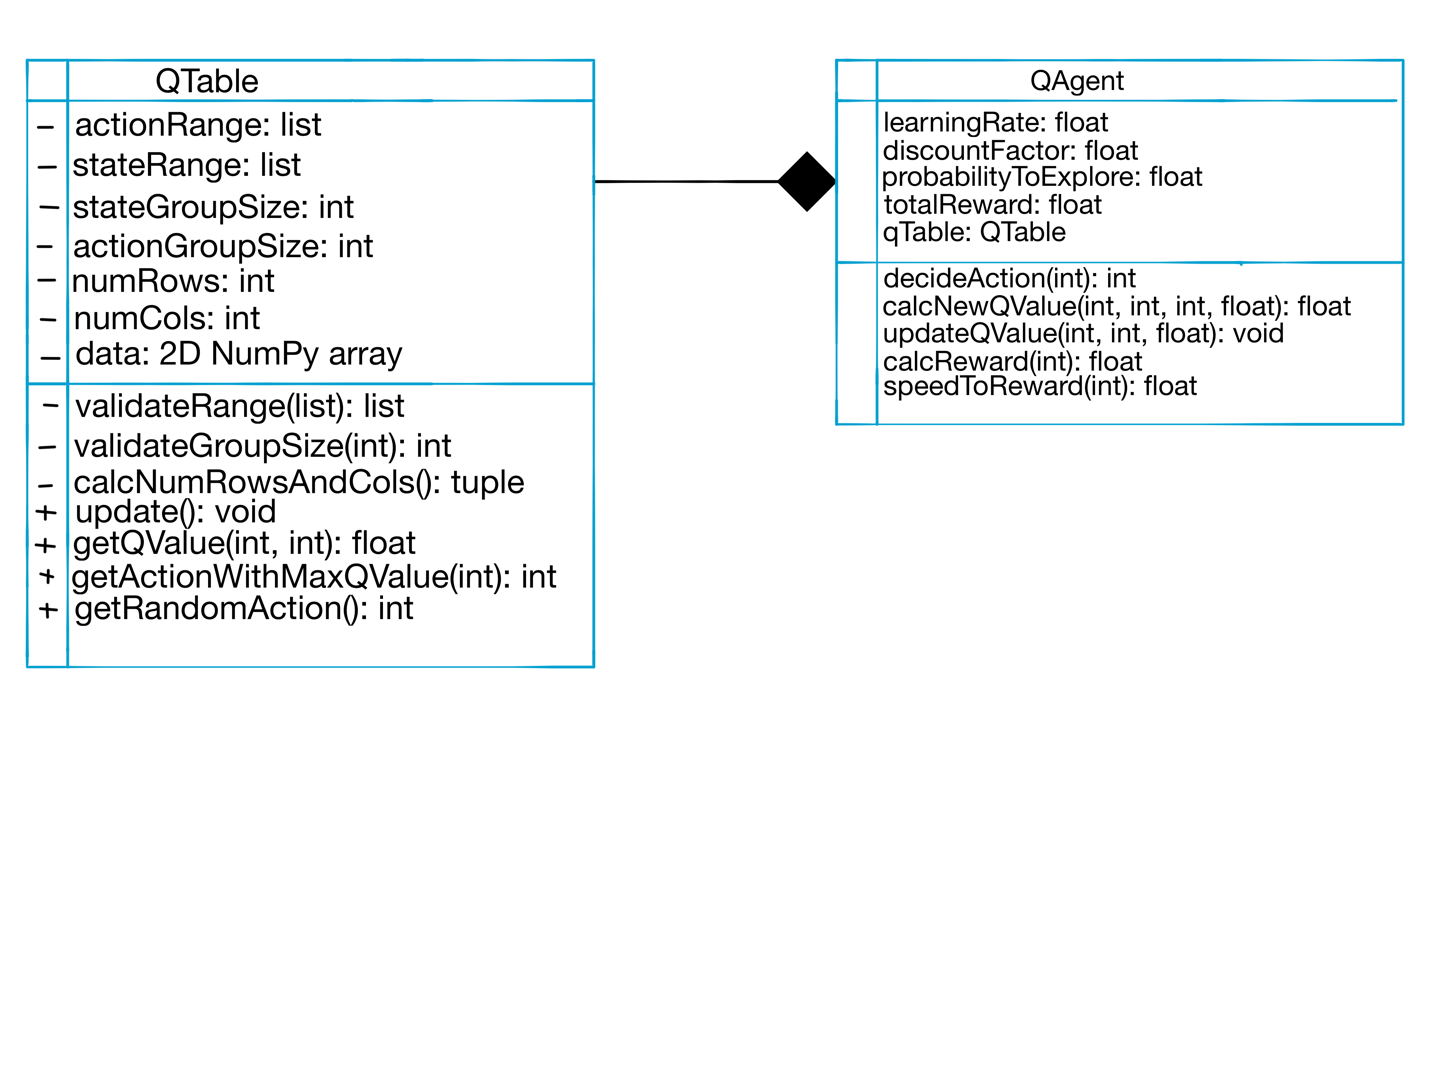 QTable
- actionRange: list
- stateRange: list
- stateGroupSize: int
- actionGroupSize: int
- numRows: int
- numCols: int
- data: 2D NumPy array
- validateRange(list): list
- validateGroupSize(int): int
- calcNumRowsAndCols(): tuple
+ update(): void
+ getQValue(int, int): float
+ getActionWithMaxQValue(int): int
+ getRandomAction(): int
QAgent
learningRate: float
discountFactor: float
probabilityToExplore: float
totalReward: float
qTable: QTable
decideAction(int): int
calcNewQValue(int, int, int, float): float
updateQValue(int, int, float): void
calcReward(int): float
speedToReward(int): float